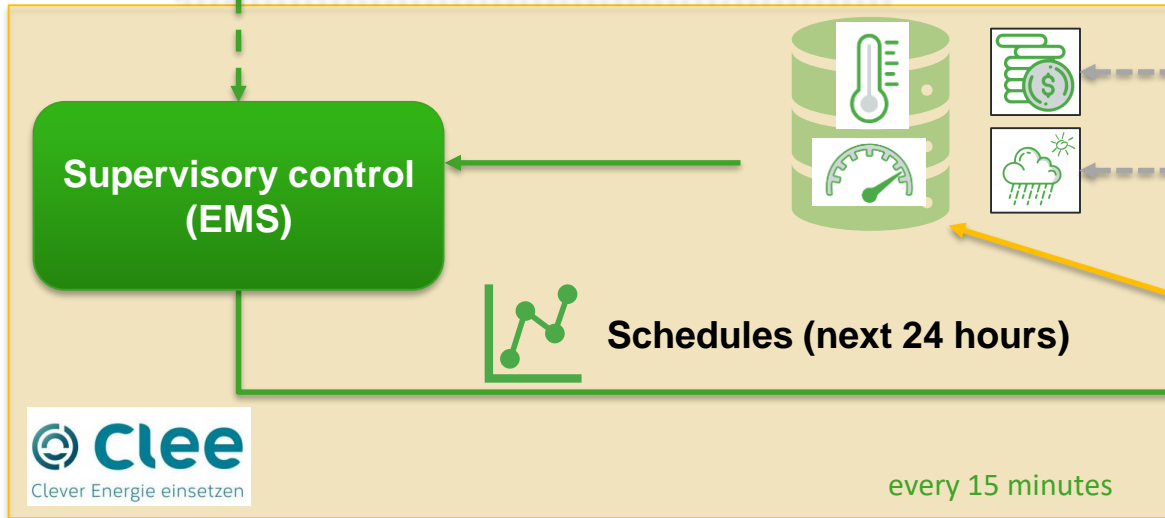 $
Supervisory control
(EMS)
Schedules (next 24 hours)
Clee
Clever Energie einsetzen
every 15 minutes